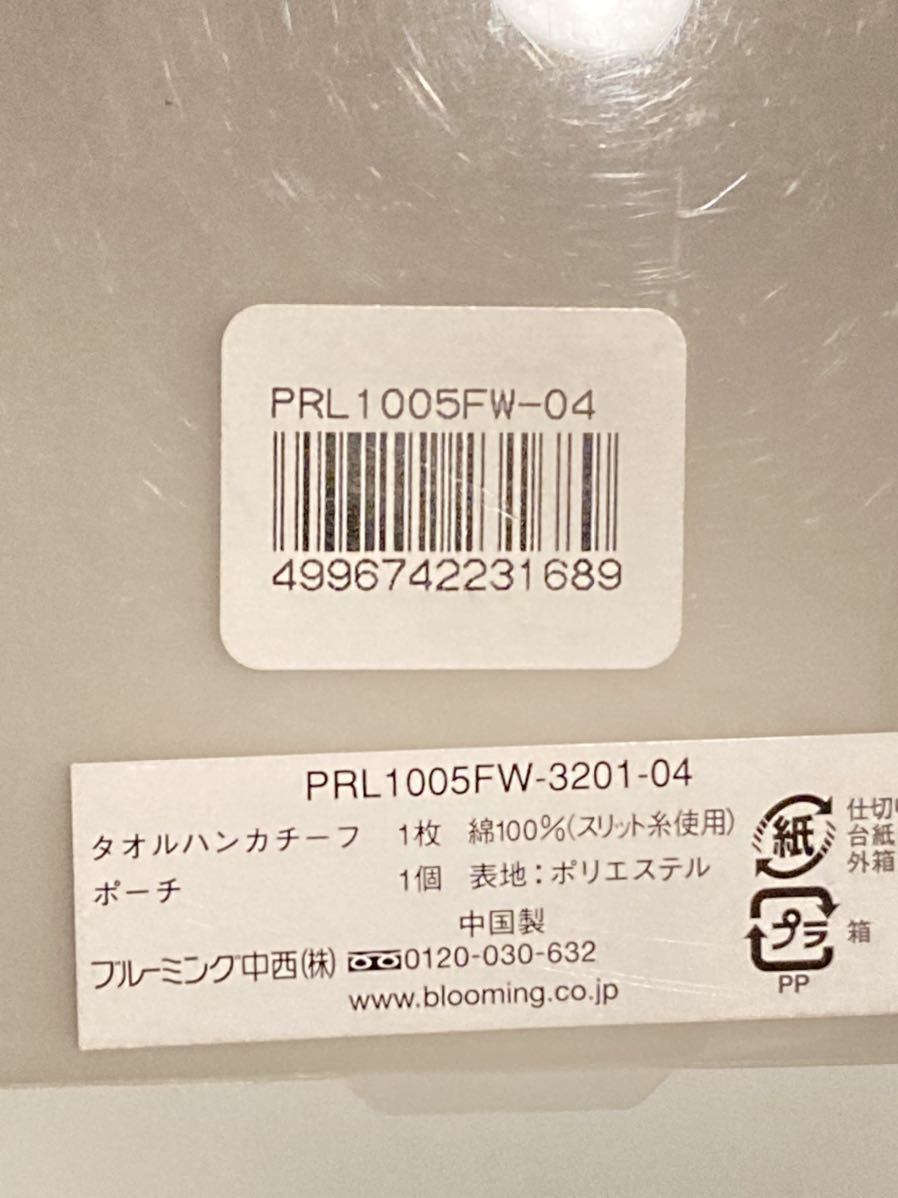 PRL1005FW-04
4996742231689
PRL1005FW-3201-04
タオルハンカチーフ 1枚 綿100%(スリット糸使用)
ポーチ 1個 表地:ポリエステル
中国製
ブルーミング中西(株) 0120-030-632
www.blooming.co.jp
紙
仕切り
台紙
外箱
プラ
箱
PP